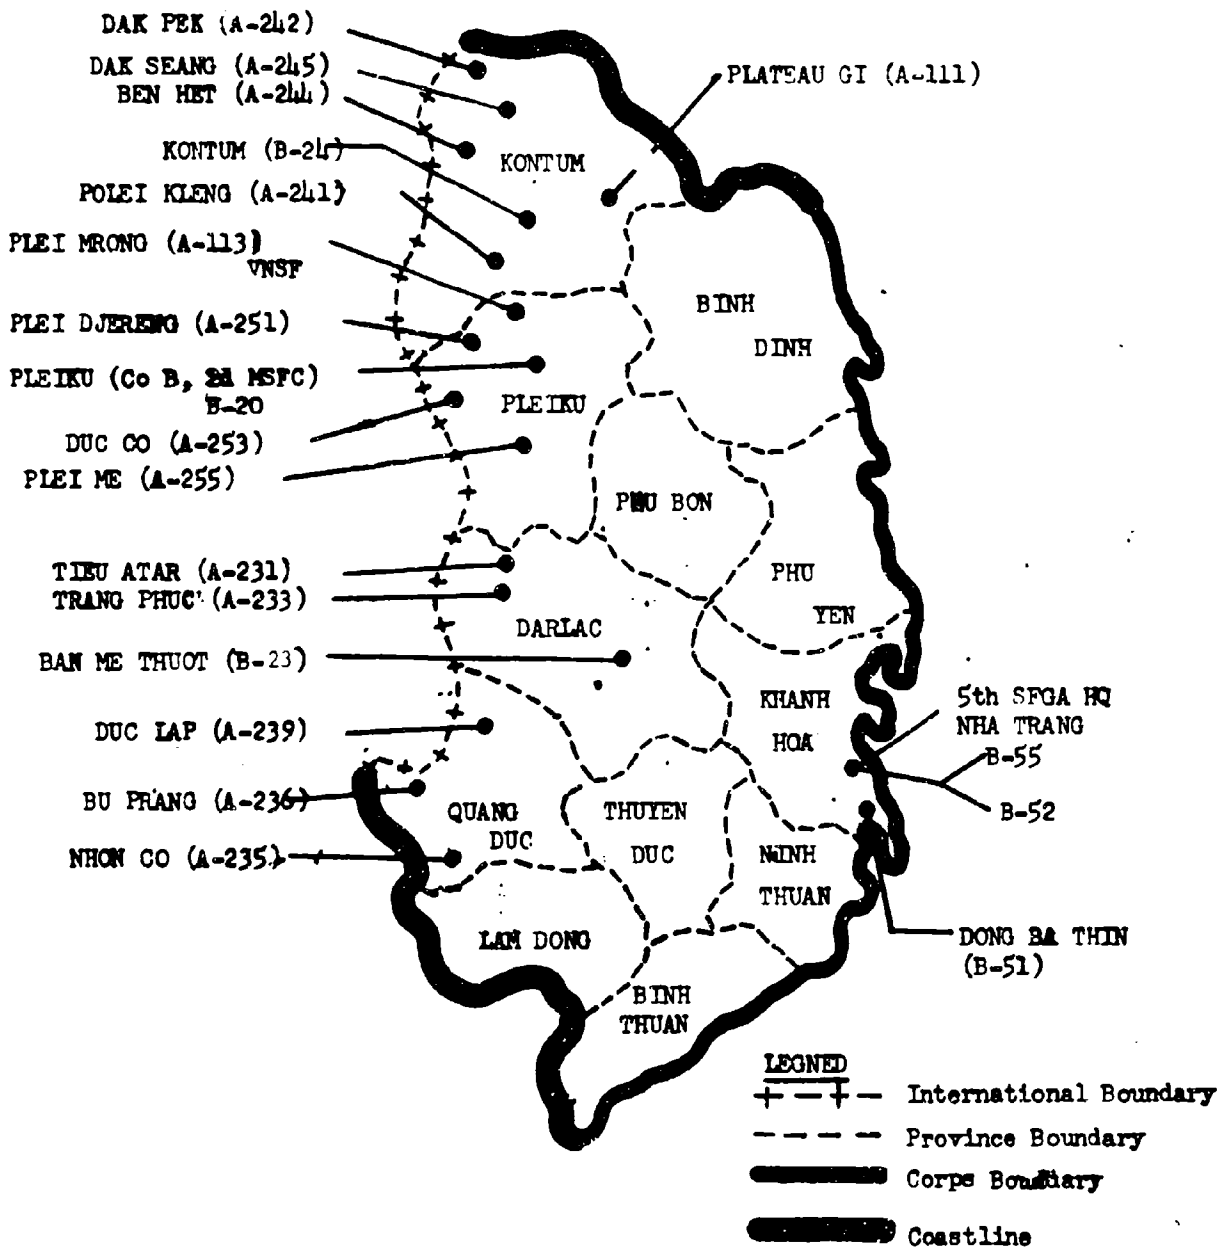 DAK PEK (A-242)
DAK SEANG (A-245)
BEN HET (A-244)
KONTUM (B-24)
POLEI KLENG (A-241)
PLEI MRONG (A-113)
VNSF
PLEI DJERENG (A-251)
PLEIKU (Co B, 2d MSFC)
B-20
DUC CO (A-253)
PLEI ME (A-255)
TIEU ATAR (A-231)
TRANG PHUC (A-233)
BAN ME THUOT (B-23)
DUC LAP (A-239)
BU PRANG (A-236)
NHON CO (A-235)
PLATEAU GI (A-111)
KONTUM
BINH
DINH
PLEIKU
PHU BON
PHU
YEN
DARLAC
KHANH
HOA
QUANG
DUC
THUYEN
DUC
NINH
THUAN
LAM DONG
BINH
THUAN
5th SFGA HQ
NHA TRANG
B-55
B-52
DONG BA THIN
(B-51)
LEGNED
International Boundary
Province Boundary
Corps Boundary
Coastline